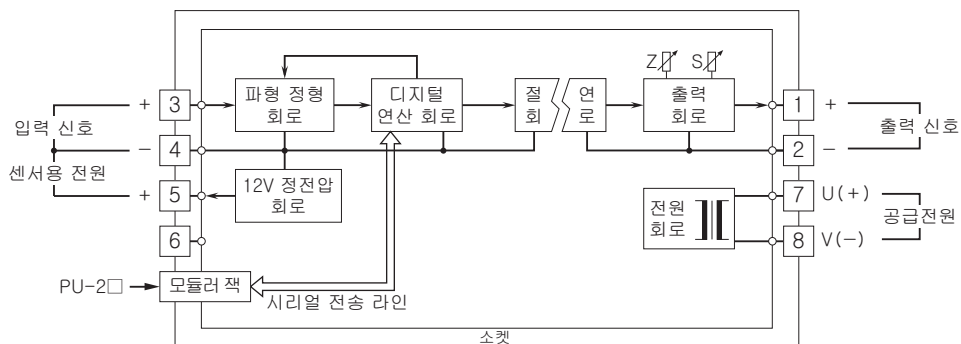 Z S
파형 정형
회로
디지털
연산 회로
절 연
회 로
출력
회로
+ 3
입력 신호
- 4
센서용 전원
+ 5
6
12V 정전압
회로
전원
회로
1 +
출력 신호
2 -
7 U(+)
공급전원
8 V(-)
PU-2□
모듈러 잭
시리얼 전송 라인
소켓